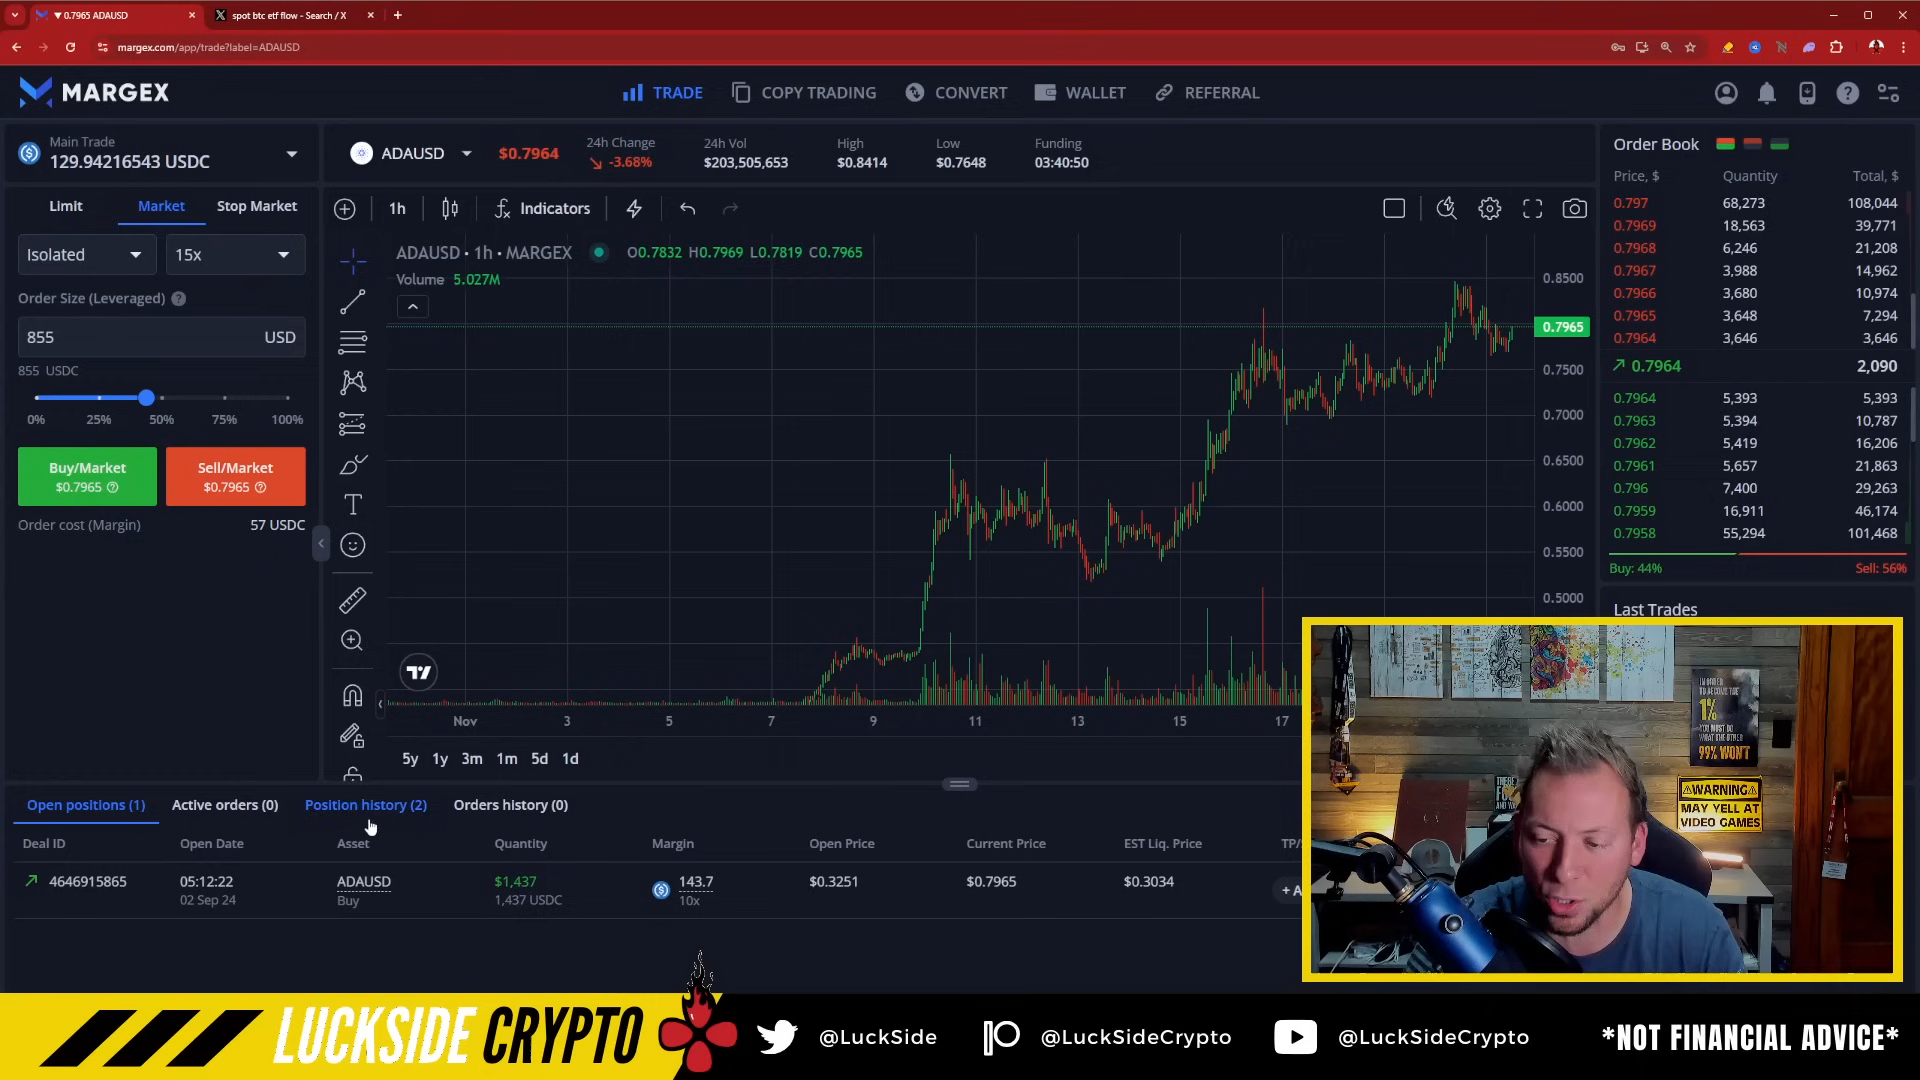 ▼ 0.7965 ADAUSD
spot btc etf flow - Search / X
margex.com/app/trade?label=ADAUSD
MARGEX
TRADE
COPY TRADING
CONVERT
WALLET
REFERRAL
Main Trade
129.94216543 USDC
ADAUSD
$0.7964
24h Change
-3.68%
24h Vol
$203,505,653
High
$0.8414
Low
$0.7648
Funding
03:40:50
Limit
Market
Stop Market
Isolated
15x
Order Size (Leveraged)
855 USD
855 USDC
0% 25% 50% 75% 100%
Buy/Market
$0.7965
Sell/Market
$0.7965
Order cost (Margin) 57 USDC
1h
Indicators
ADAUSD · 1h · MARGEX O0.7832 H0.7969 L0.7819 C0.7965
Volume 5.027M
0.8500
0.7965
0.7500
0.7000
0.6500
0.6000
0.5500
0.5000
Nov 3 5 7 9 11 13 15 17
5y 1y 3m 1m 5d 1d
Order Book
Price, $ Quantity Total, $
0.797 68,273 108,044
0.7969 18,563 39,771
0.7968 6,246 21,208
0.7967 3,988 14,962
0.7966 3,680 10,974
0.7965 3,648 7,294
0.7964 3,646 3,646
0.7964 2,090
0.7964 5,393 5,393
0.7963 5,394 10,787
0.7962 5,419 16,206
0.7961 5,657 21,863
0.796 7,400 29,263
0.7959 16,911 46,174
0.7958 55,294 101,468
Buy: 44% Sell: 56%
Last Trades
Open positions (1)
Active orders (0)
Position history (2)
Orders history (0)
Deal ID Open Date Asset Quantity Margin Open Price Current Price EST Liq. Price TP/
4646915865 05:12:22 ADAUSD $1,437 143.7 $0.3251 $0.7965 $0.3034 + A
02 Sep 24 Buy 1,437 USDC 10x
1%
99% WON'T
WARNING
MAY YELL AT
VIDEO GAMES
LUCKSIDE CRYPTO
@LuckSide
@LuckSideCrypto
@LuckSideCrypto
*NOT FINANCIAL ADVICE*